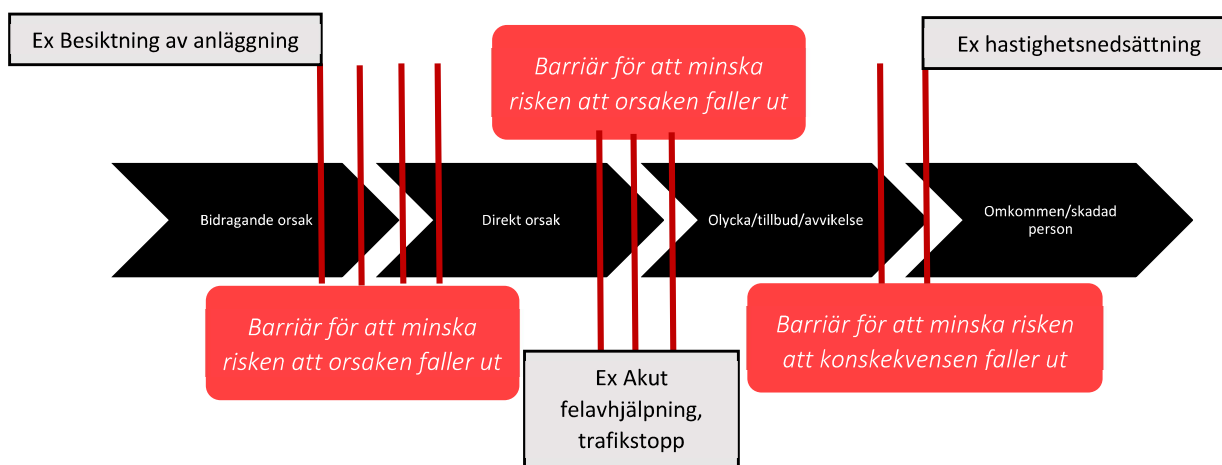 Ex Besiktning av anläggning
Barriär för att minska
risken att orsaken faller ut
Ex hastighetsnedsättning
Bidragande orsak
Direkt orsak
Olycka/tillbud/avvikelse
Omkommen/skadad
person
Barriär för att minska
risken att orsaken faller ut
Ex Akut
felavhjälpning,
trafikstopp
Barriär för att minska risken
att konskekvensen faller ut